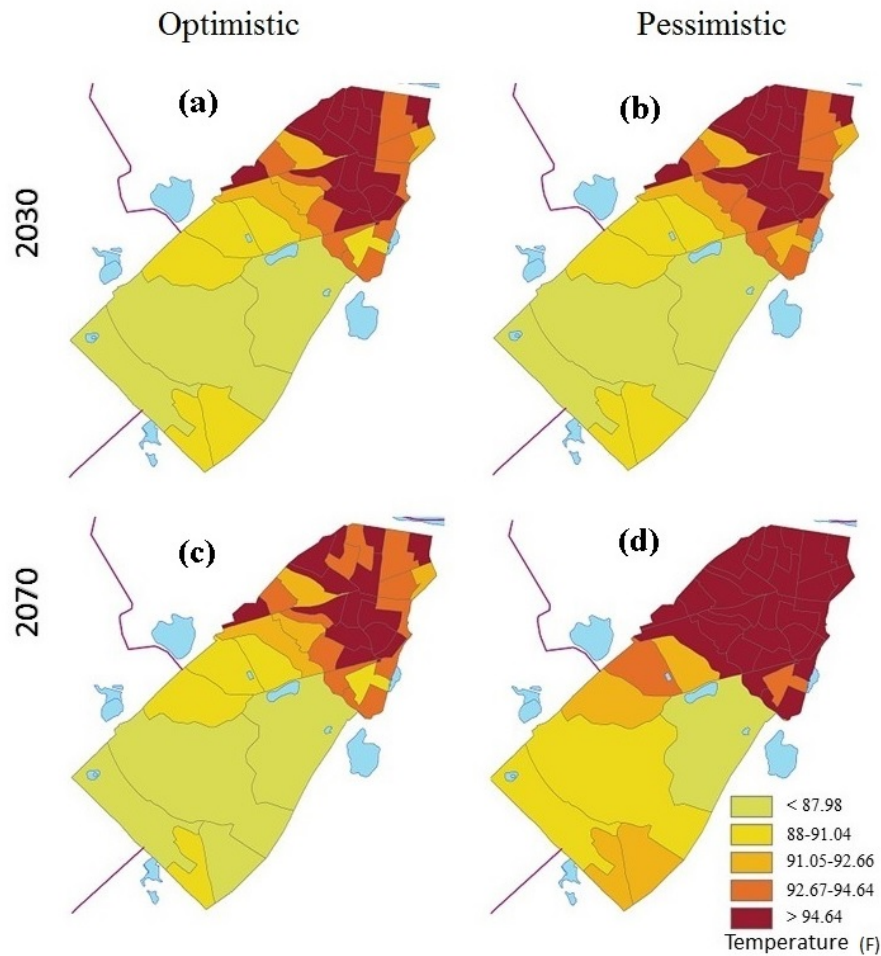 Optimistic
Pessimistic
(a)
(b)
2030
(c)
(d)
2070
< 87.98
88-91.04
91.05-92.66
92.67-94.64
> 94.64
Temperature (F)